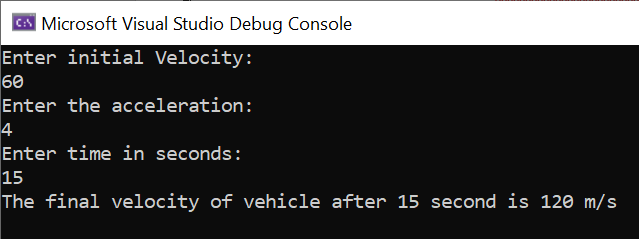 C:\
Microsoft Visual Studio Debug Console
Enter initial Velocity:
60
Enter the acceleration:
4
Enter time in seconds:
15
The final velocity of vehicle after 15 second is 120 m/s